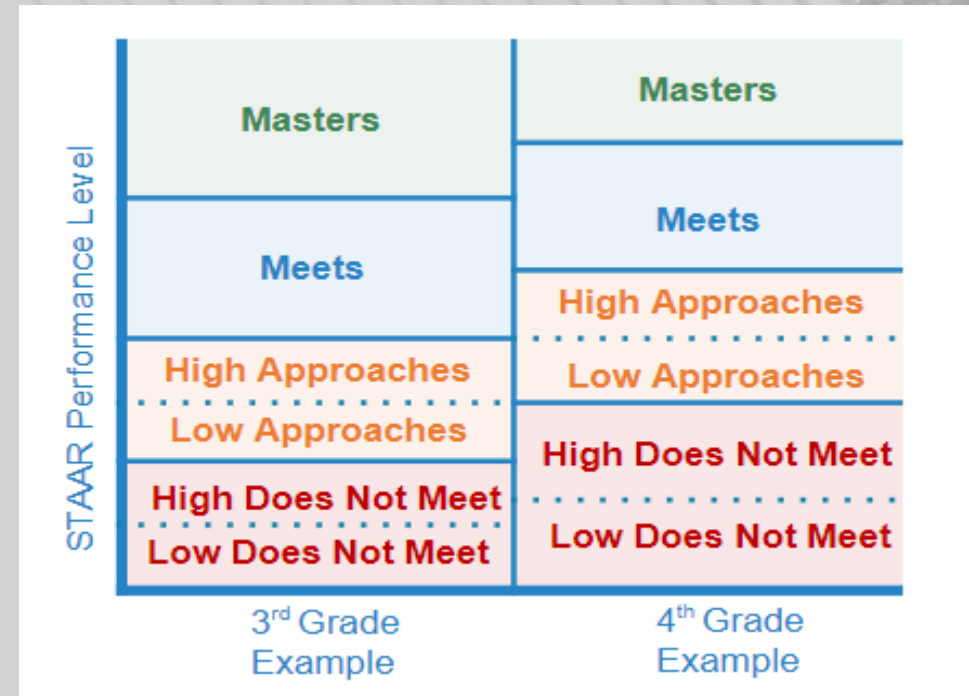 STAAR Performance Level
Masters
Meets
High Approaches
Low Approaches
High Does Not Meet
Low Does Not Meet
3rd Grade
Example
Masters
Meets
High Approaches
Low Approaches
High Does Not Meet
Low Does Not Meet
4th Grade
Example